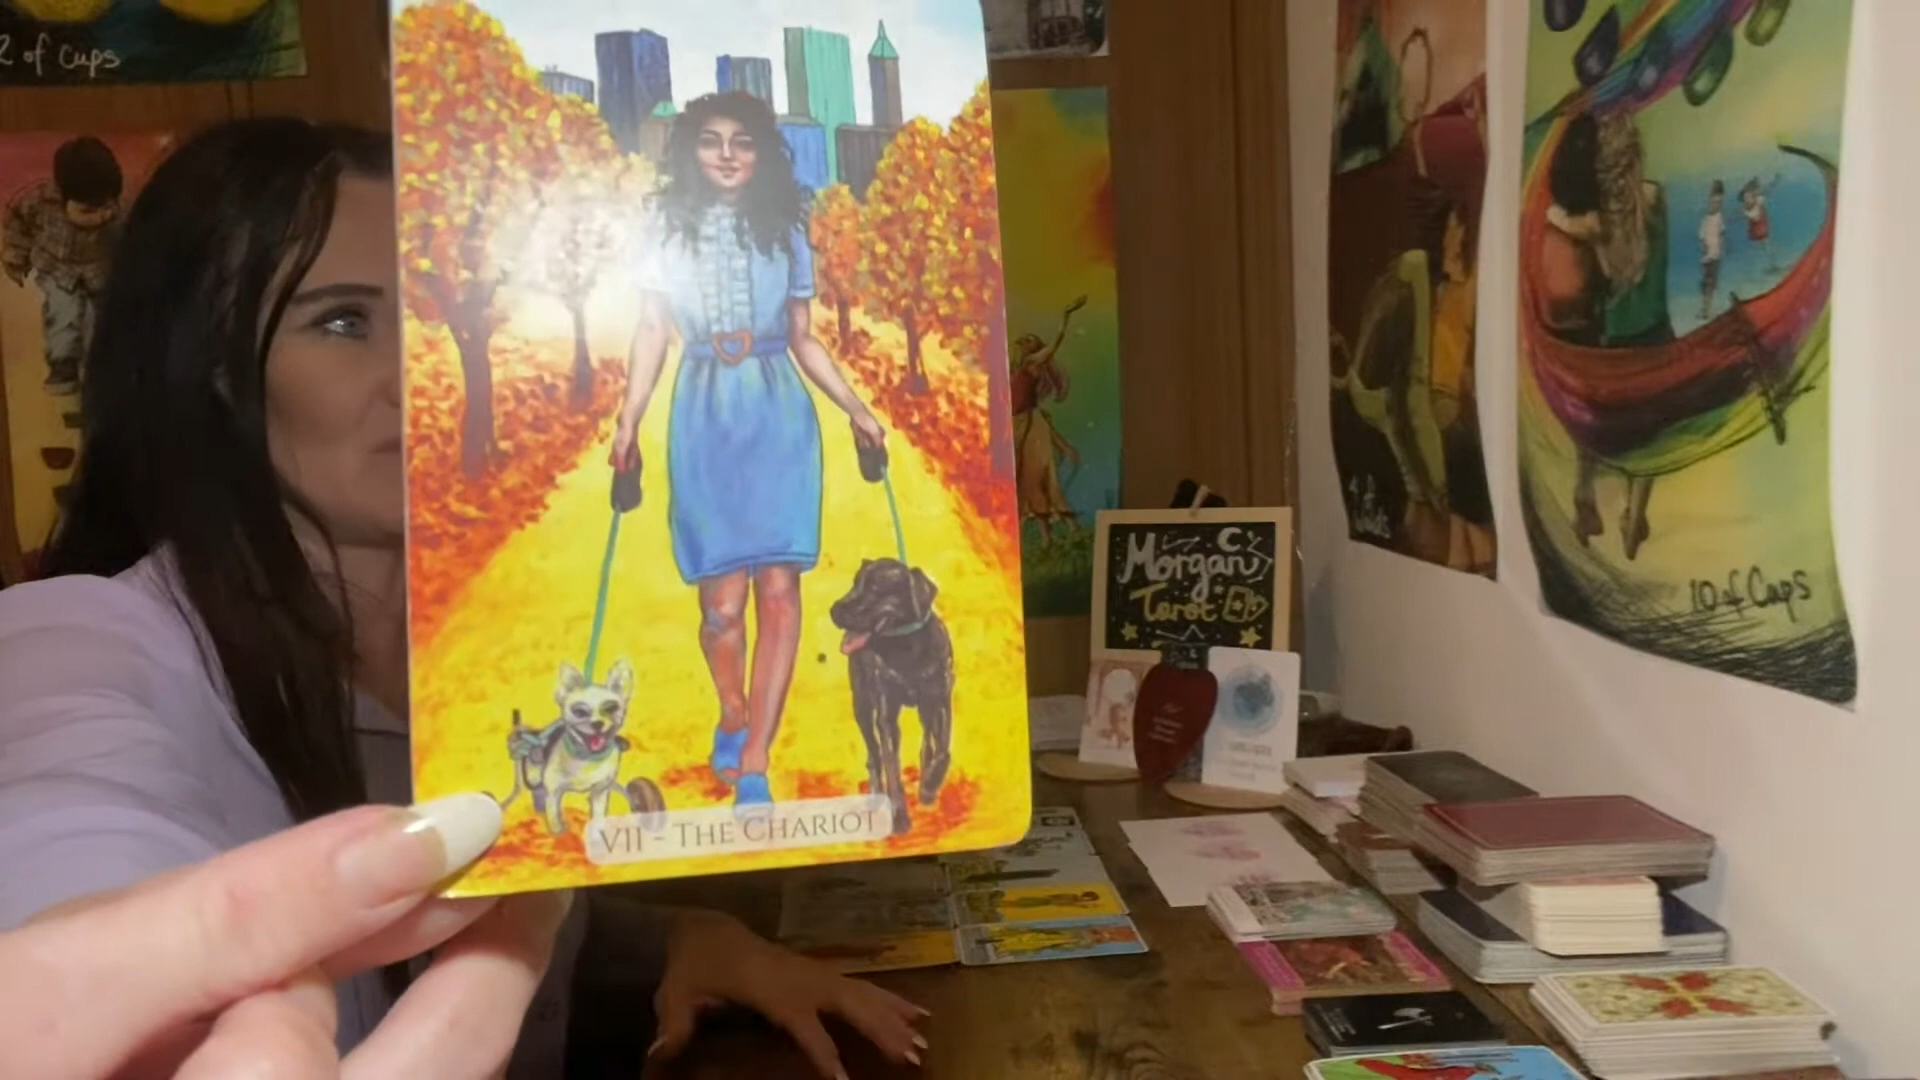 2 of cups
VII - THE CHARIOT
Morgan
Tarot
10 of Cups